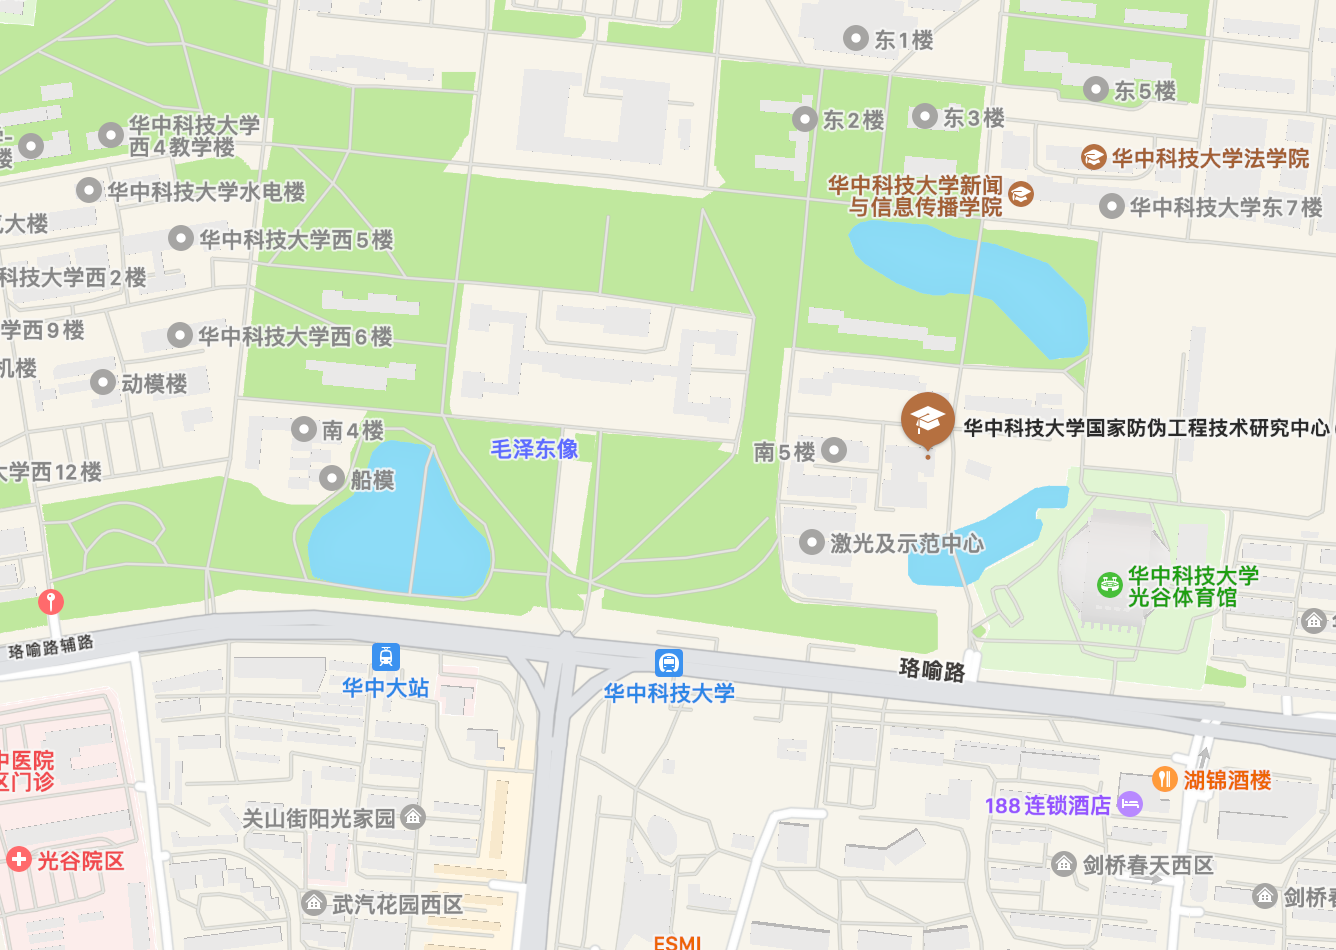 东1楼
东5楼
华中科技大学
西4教学楼
东2楼
东3楼
楼
华中科技大学法学院
华中科技大学水电楼
华中科技大学新闻
与信息传播学院
华中科技大学东7楼
大楼
华中科技大学西5楼
科技大学西2楼
学西9楼
华中科技大学西6楼
机楼
动模楼
南4楼
毛泽东像
华中科技大学国家防伪工程技术研究中心
南5楼
大学西12楼
船模
激光及示范中心
华中科技大学
光谷体育馆
珞喻路辅路
珞喻路
华中大站
华中科技大学
中医院
区门诊
湖锦酒楼
188连锁酒店
关山街阳光家园
光谷院区
剑桥春天西区
武汽花园西区
剑桥春
ESMI